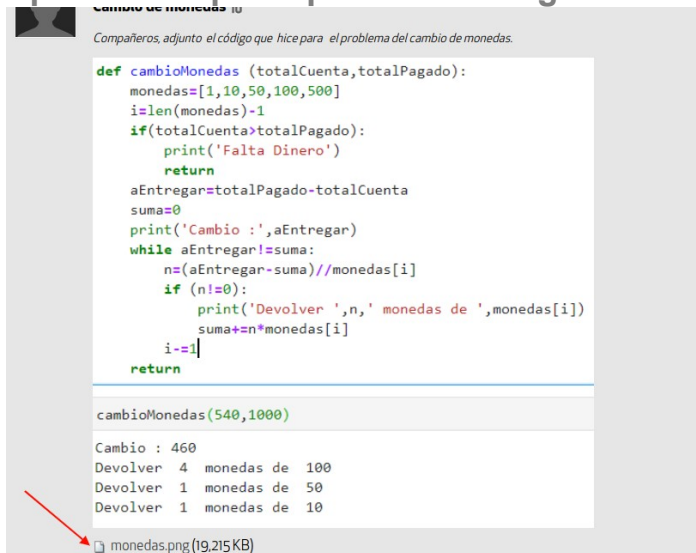 Cambio de monedas
Compañeros, adjunto el código que hice para el problema del cambio de monedas.
def cambioMonedas (totalCuenta,totalPagado):
    monedas=[1,10,50,100,500]
    i=len(monedas)-1
    if(totalCuenta>totalPagado):
        print('Falta Dinero')
        return
    aEntregar=totalPagado-totalCuenta
    suma=0
    print('Cambio :',aEntregar)
    while aEntregar!=suma:
        n=(aEntregar-suma)//monedas[i]
        if (n!=0):
            print('Devolver ',n,' monedas de ',monedas[i])
            suma+=n*monedas[i]
        i-=1
    return
cambioMonedas(540,1000)
Cambio : 460
Devolver  4  monedas de  100
Devolver  1  monedas de  50
Devolver  1  monedas de  10
monedas.png (19,215 KB)